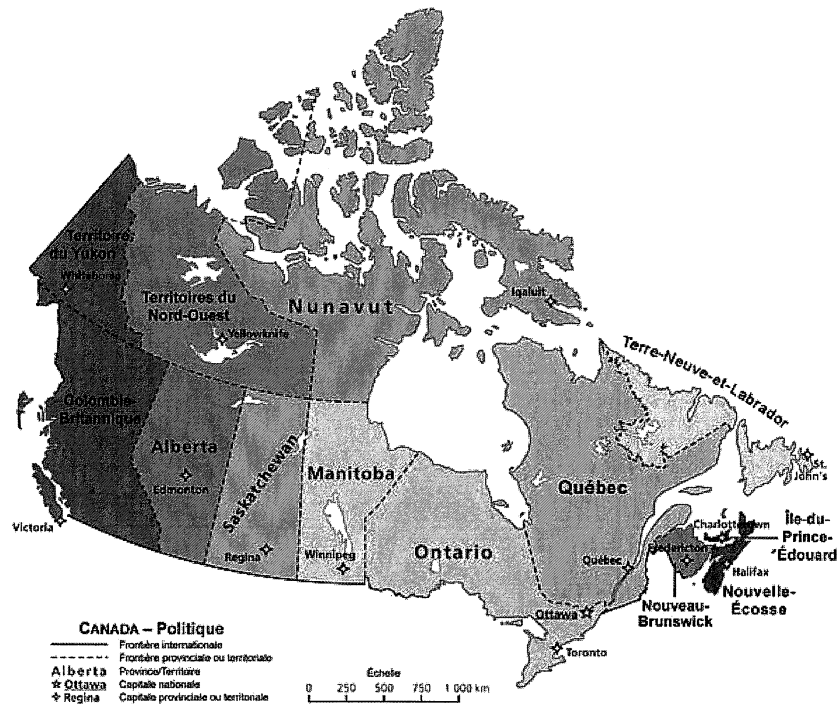 Territoire
du Yukon
Whitehorse
Territoires du
Nord-Ouest
Yellowknife
Nunavut
Iqaluit
Terre-Neuve-et-Labrador
St.
John's
Colombie-
Britannique
Victoria
Alberta
Edmonton
Saskatchewan
Regina
Manitoba
Winnipeg
Ontario
Ottawa
Toronto
Québec
Québec
Charlottetown
Île-du-
Prince-
Édouard
Fredericton
Halifax
Nouvelle-
Écosse
Nouveau-
Brunswick
CANADA – Politique
Frontière internationale
Frontière provinciale ou territoriale
Alberta Province/Territoire
Ottawa Capitale nationale
Regina Capitale provinciale ou territoriale
Échelle
0 250 500 750 1 000 km